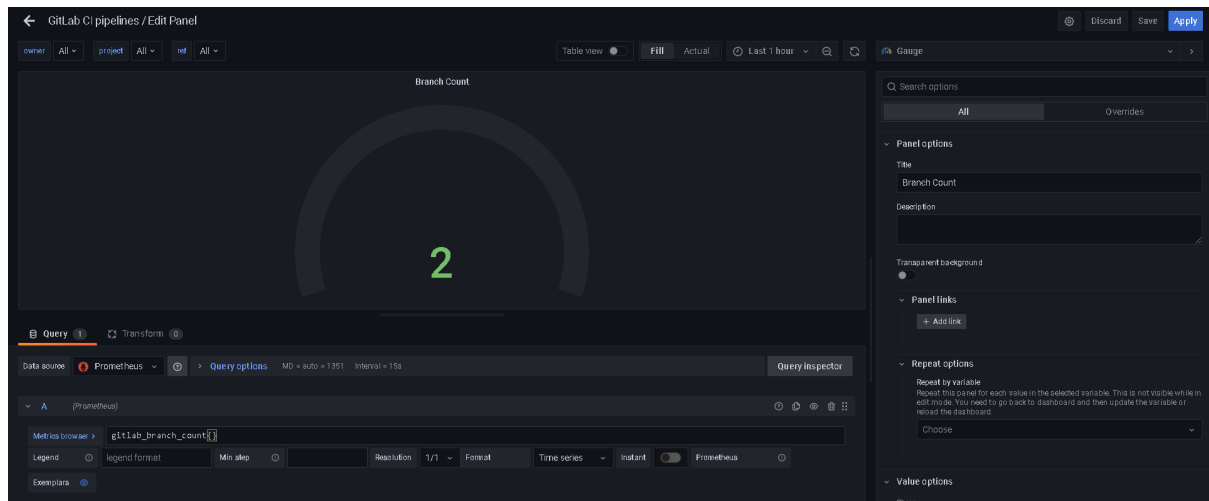 GitLab CI pipelines / Edit Panel
Discard Save Apply
owner All project All ref All
Table view Fill Actual Last 1 hour
Gauge
Branch Count
2
Search options
All Overrides
Panel options
Title
Branch Count
Description
Transparent background
Panel links
+ Add link
Repeat options
Repeat by variable
Repeat this panel for each value in the selected variable. This is not visible while in
edit mode. You need to go back to dashboard and then update the variable or
reload the dashboard.
Choose
Value options
Query 1 Transform 0
Data source Prometheus Query options MD = auto = 1351 Interval = 15s Query inspector
A (Prometheus)
Metrics browser > gitlab_branch_count{}
Legend legend format Min step Resolution 1/1 Format Time series Instant Prometheus
Exemplars